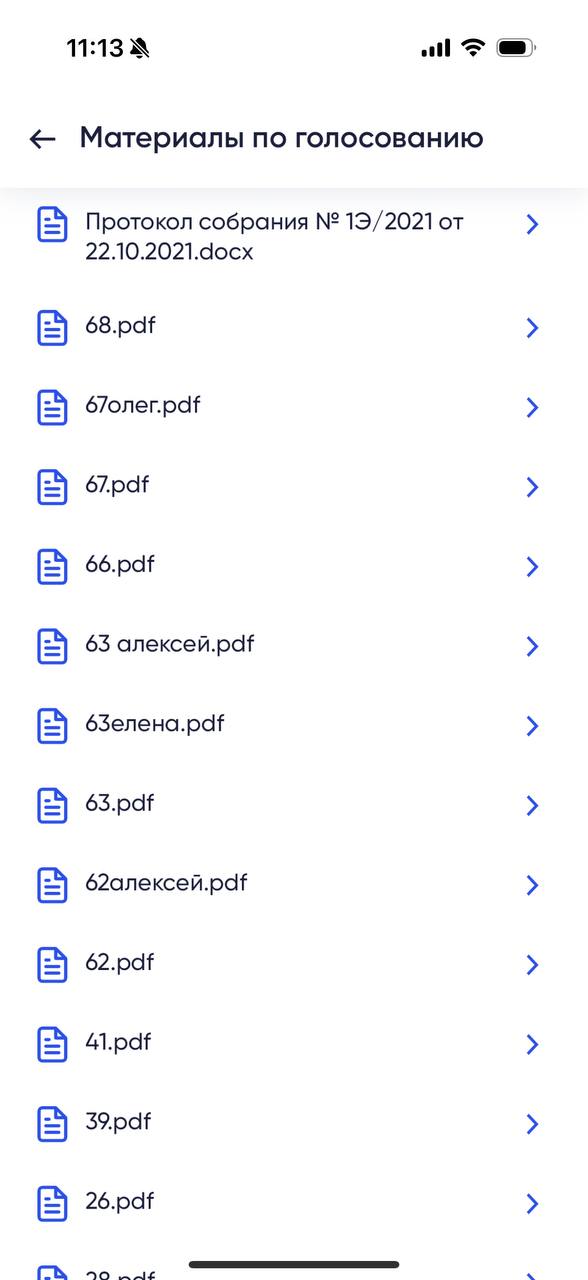 11:13
Материалы по голосованию
Протокол собрания № 1Э/2021 от
22.10.2021.docx
68.pdf
67олег.pdf
67.pdf
66.pdf
63 алексей.pdf
63елена.pdf
63.pdf
62алексей.pdf
62.pdf
41.pdf
39.pdf
26.pdf
28.pdf